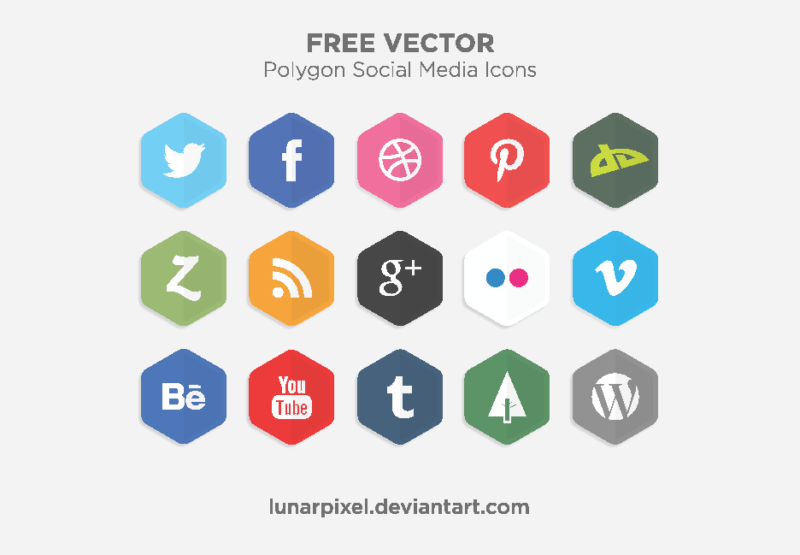 FREE VECTOR
Polygon Social Media Icons
f
Z
g+
v
Bē
You
Tube
t
W
lunarpixel.deviantart.com